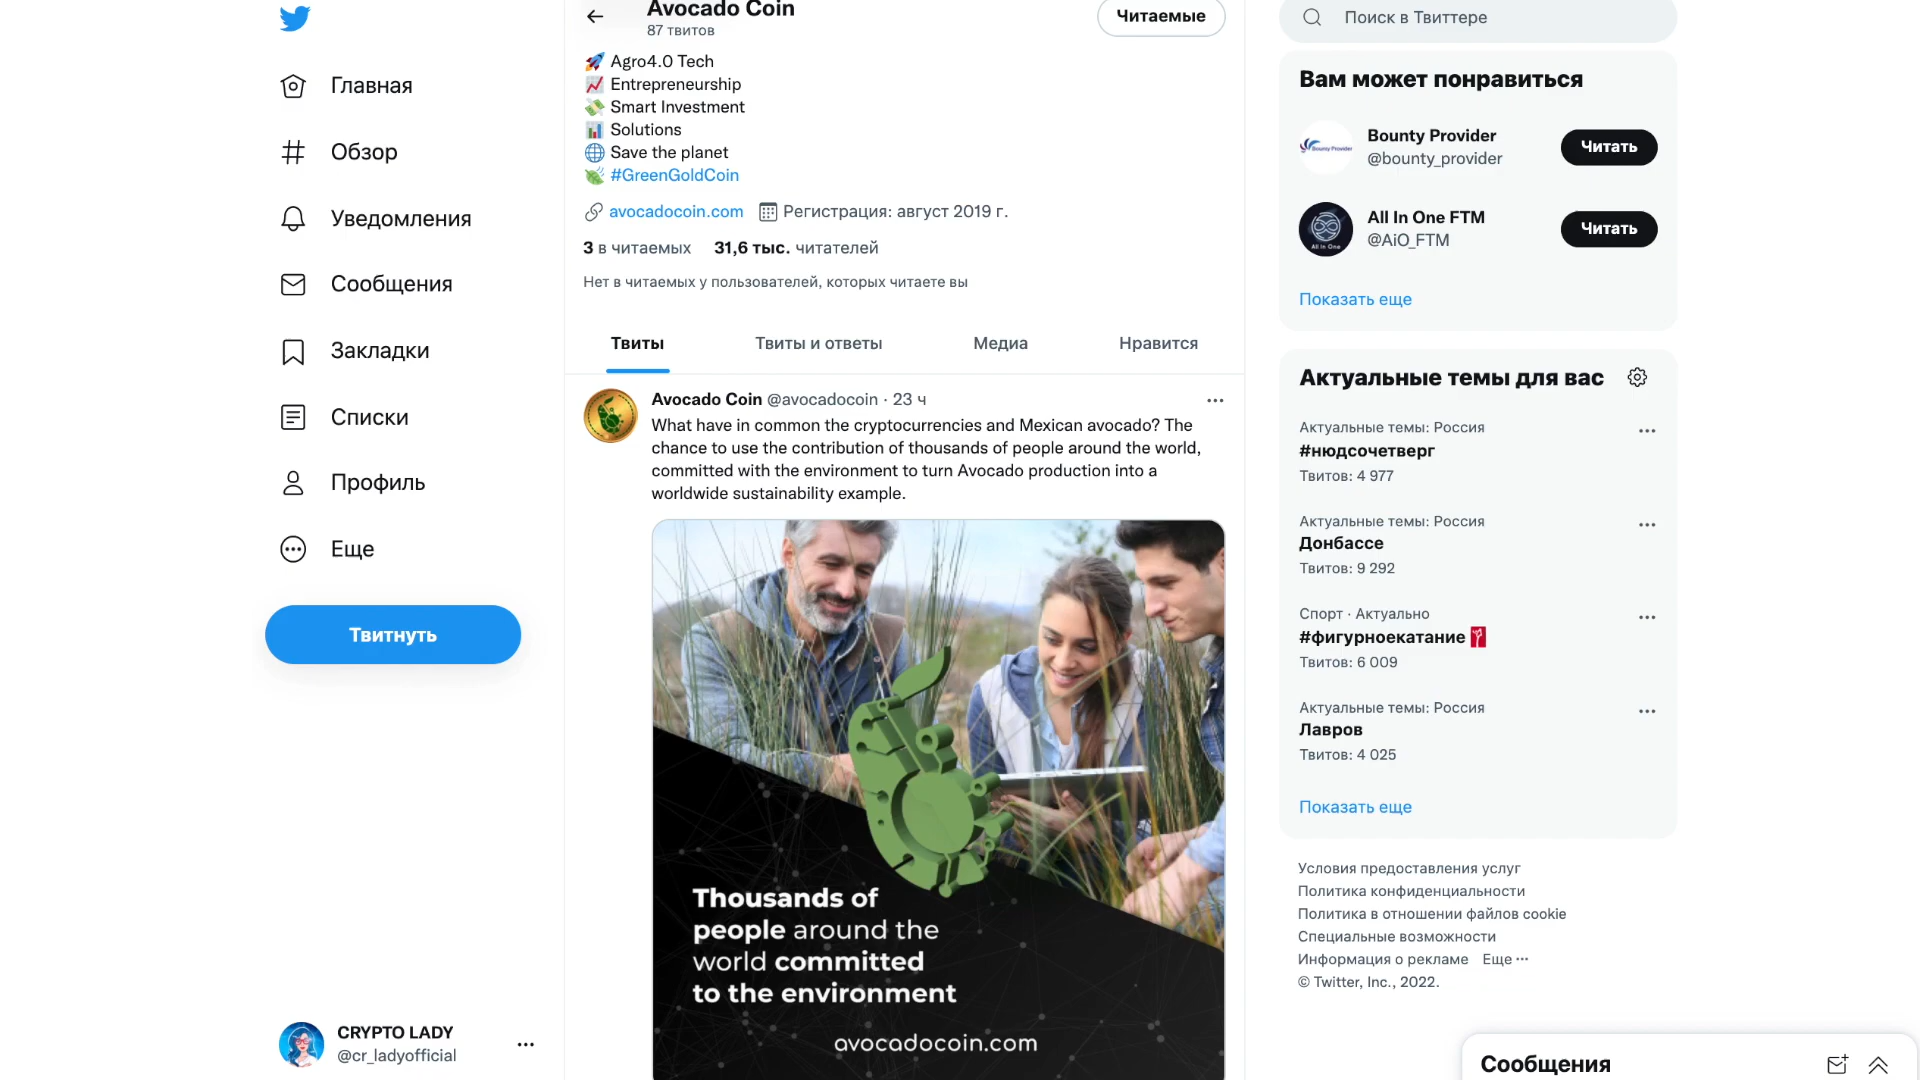 Главная
Обзор
Уведомления
Сообщения
Закладки
Списки
Профиль
Еще
Твитнуть
CRYPTO LADY
@cr_ladyofficial
Avocado Coin
87 твитов
Читаемые
Agro4.0 Tech
Entrepreneurship
Smart Investment
Solutions
Save the planet
#GreenGoldCoin
avocadocoin.com Регистрация: август 2019 г.
3 в читаемых 31,6 тыс. читателей
Нет в читаемых у пользователей, которых читаете вы
Твиты Твиты и ответы Медиа Нравится
Avocado Coin @avocadocoin · 23 ч
What have in common the cryptocurrencies and Mexican avocado? The
chance to use the contribution of thousands of people around the world,
committed with the environment to turn Avocado production into a
worldwide sustainability example.
Thousands of
people around the
world committed
to the environment
avocadocoin.com
Поиск в Твиттере
Вам может понравиться
Bounty Provider
Bounty Provider
@bounty_provider
Читать
All In One
All In One FTM
@AiO_FTM
Читать
Показать еще
Актуальные темы для вас
Актуальные темы: Россия
#нюдсочетверг
Твитов: 4 977
Актуальные темы: Россия
Донбассе
Твитов: 9 292
Спорт · Актуально
#фигурноекатание
Твитов: 6 009
Актуальные темы: Россия
Лавров
Твитов: 4 025
Показать еще
Условия предоставления услуг
Политика конфиденциальности
Политика в отношении файлов cookie
Специальные возможности
Информация о рекламе Еще ···
© Twitter, Inc., 2022.
Сообщения